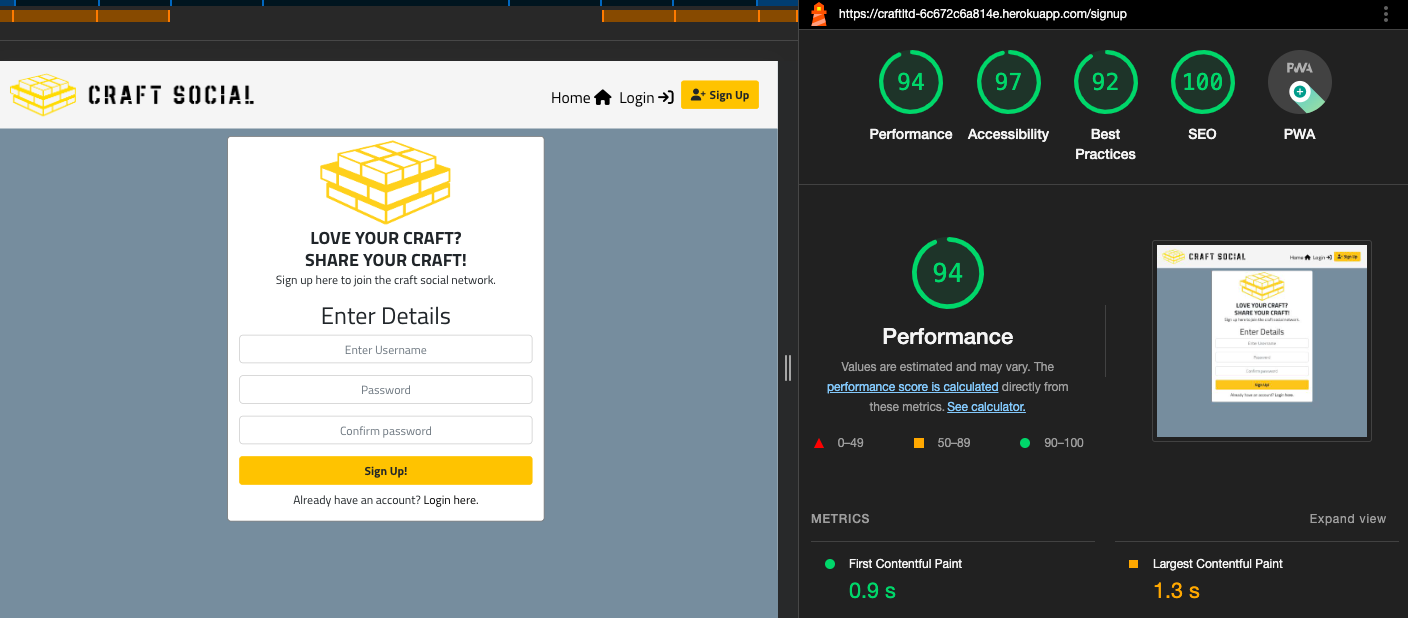 CRAFT SOCIAL
Home
Login
Sign Up
LOVE YOUR CRAFT?
SHARE YOUR CRAFT!
Sign up here to join the craft social network.
Enter Details
Enter Username
Password
Confirm password
Sign Up!
Already have an account? Login here.
https://craftltd-6c672c6a814e.herokuapp.com/signup
94
97
92
100
PWA
Performance
Accessibility
Best
Practices
SEO
PWA
94
Performance
Values are estimated and may vary. The
performance score is calculated directly from
these metrics. See calculator.
0–49
50–89
90–100
CRAFT SOCIAL
Home
Login
Sign Up
LOVE YOUR CRAFT?
SHARE YOUR CRAFT!
Sign up here to join the craft social network.
Enter Details
Enter Username
Password
Confirm password
Sign Up!
Already have an account? Login here.
METRICS
Expand view
First Contentful Paint
0.9 s
Largest Contentful Paint
1.3 s